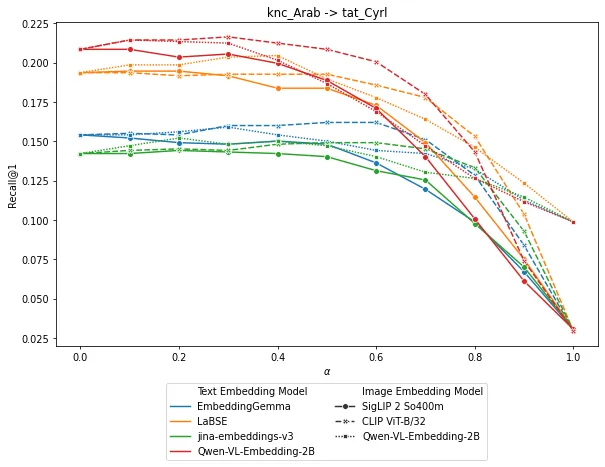 knc_Arab -> tat_Cyrl
Recall@1
0.225
0.200
0.175
0.150
0.125
0.100
0.075
0.050
0.025
0.0 0.2 0.4 0.6 0.8 1.0
α
Text Embedding Model Image Embedding Model
EmbeddingGemma SigLIP 2 So400m
LaBSE CLIP ViT-B/32
jina-embeddings-v3 Qwen-VL-Embedding-2B
Qwen-VL-Embedding-2B